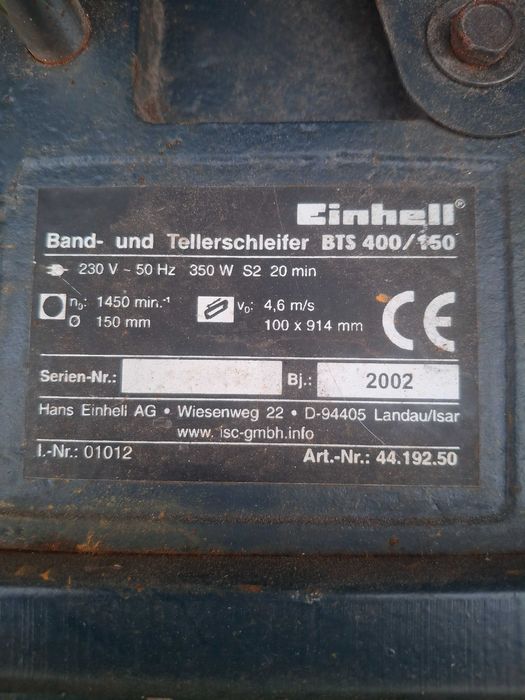 Einhell®
Band- und Tellerschleifer BTS 400/150
230 V ~ 50 Hz 350 W S2 20 min
n₀: 1450 min.⁻¹
Ø 150 mm
v₀: 4,6 m/s
100 x 914 mm
CE
Serien-Nr.:
Bj.: 2002
Hans Einhell AG • Wiesenweg 22 • D-94405 Landau/Isar
www.isc-gmbh.info
I.-Nr.: 01012
Art.-Nr.: 44.192.50